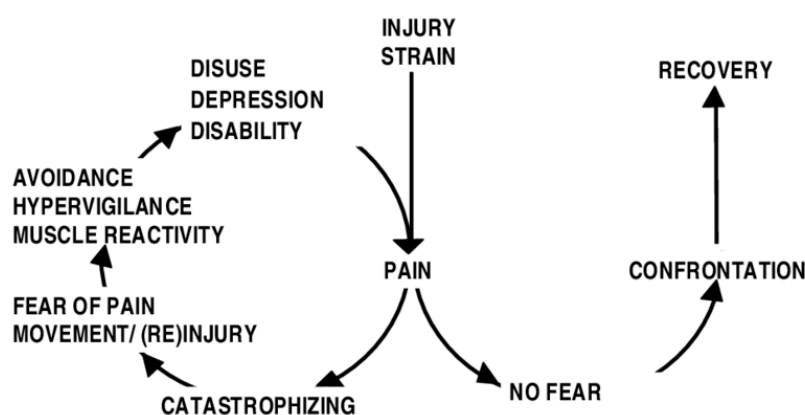 INJURY
STRAIN
DISUSE
DEPRESSION
DISABILITY
RECOVERY
AVOIDANCE
HYPERVIGILANCE
MUSCLE REACTIVITY
PAIN
CONFRONTATION
FEAR OF PAIN
MOVEMENT/ (RE)INJURY
NO FEAR
CATASTROPHIZING